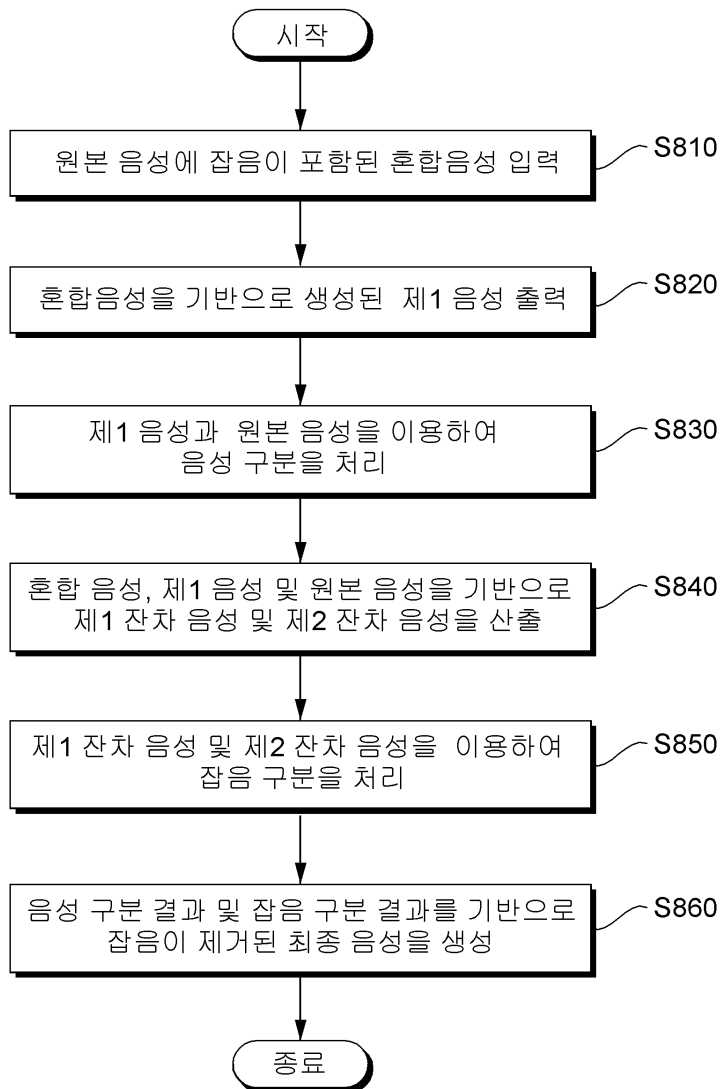 시작
원본 음성에 잡음이 포함된 혼합음성 입력
S810
혼합음성을 기반으로 생성된 제1 음성 출력
S820
제1 음성과 원본 음성을 이용하여
음성 구분을 처리
S830
혼합 음성, 제1 음성 및 원본 음성을 기반으로
제1 잔차 음성 및 제2 잔차 음성을 산출
S840
제1 잔차 음성 및 제2 잔차 음성을 이용하여
잡음 구분을 처리
S850
음성 구분 결과 및 잡음 구분 결과를 기반으로
잡음이 제거된 최종 음성을 생성
S860
종료